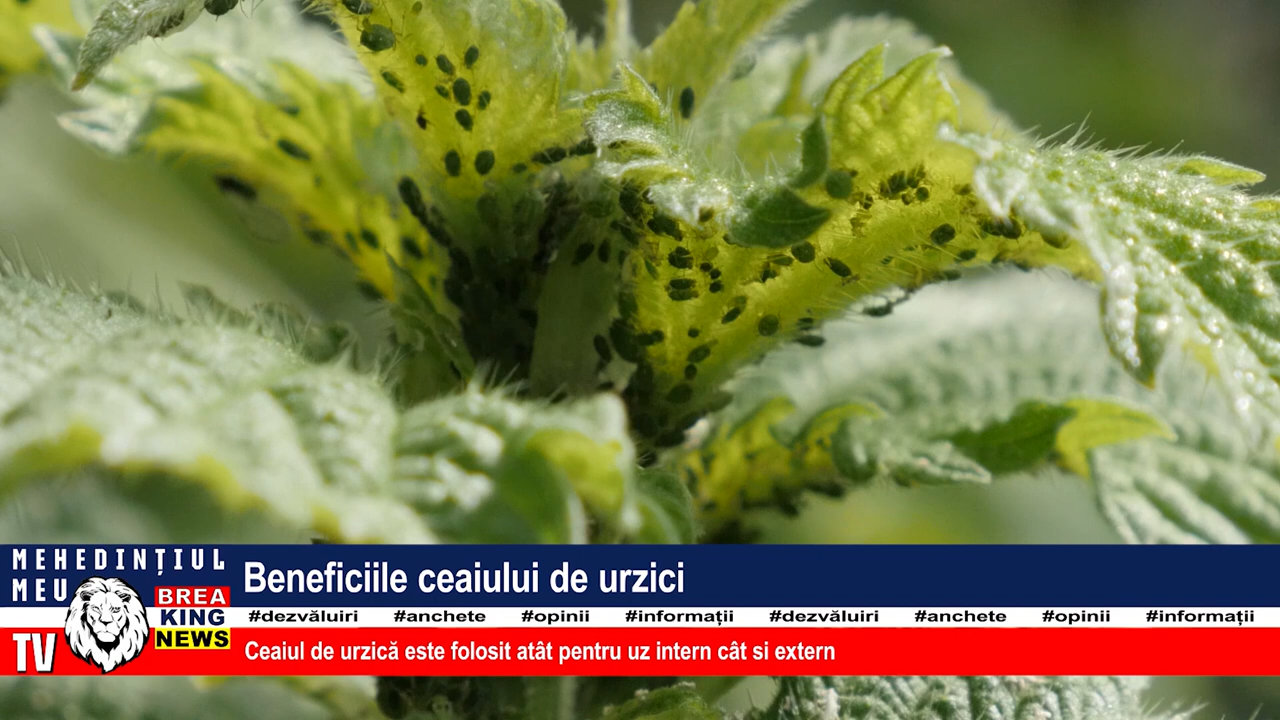 MEHEDINȚIUL
MEU
TV
BREA
KING
NEWS
Beneficiile ceaiului de urzici
#dezvăluiri #anchete #opinii #informații #dezvăluiri #anchete #opinii #informații
Ceaiul de urzică este folosit atât pentru uz intern cât si extern